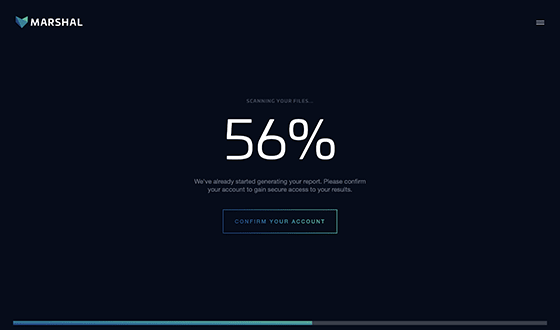 MARSHAL
SCANNING YOUR FILES...
56%
We've already started generating your report. Please confirm
your account to gain secure access to your results.
CONFIRM YOUR ACCOUNT